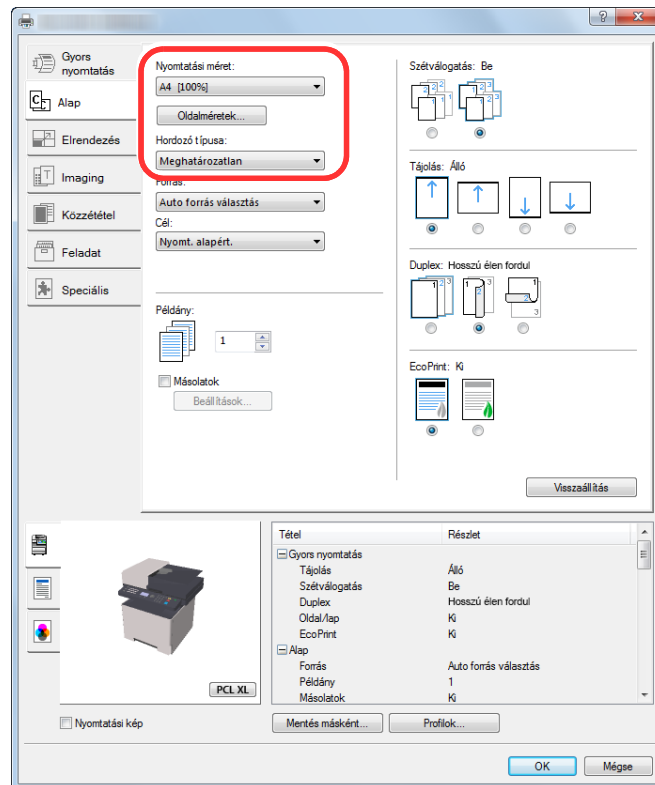 Gyors
nyomtatás
Alap
Elrendezés
Imaging
Közzététel
Feladat
Speciális
Nyomtatási méret:
A4 [100%]
Oldalméretek...
Hordozó típusa:
Meghatározatlan
Forrás:
Auto forrás választás
Cél:
Nyomt. alapért.
Példány:
1
Másolatok
Beállítások...
Szétválogatás: Be
Tájolás: Álló
Duplex: Hosszú élen fordul
EcoPrint: Ki
Visszaállítás
Tétel Részlet
Gyors nyomtatás
Tájolás Álló
Szétválogatás Be
Duplex Hosszú élen fordul
Oldal/lap Ki
EcoPrint Ki
Alap
Forrás Auto forrás választás
Példány 1
Másolatok Ki
PCL XL
Nyomtatási kép
Mentés másként... Profilok...
OK Mégse